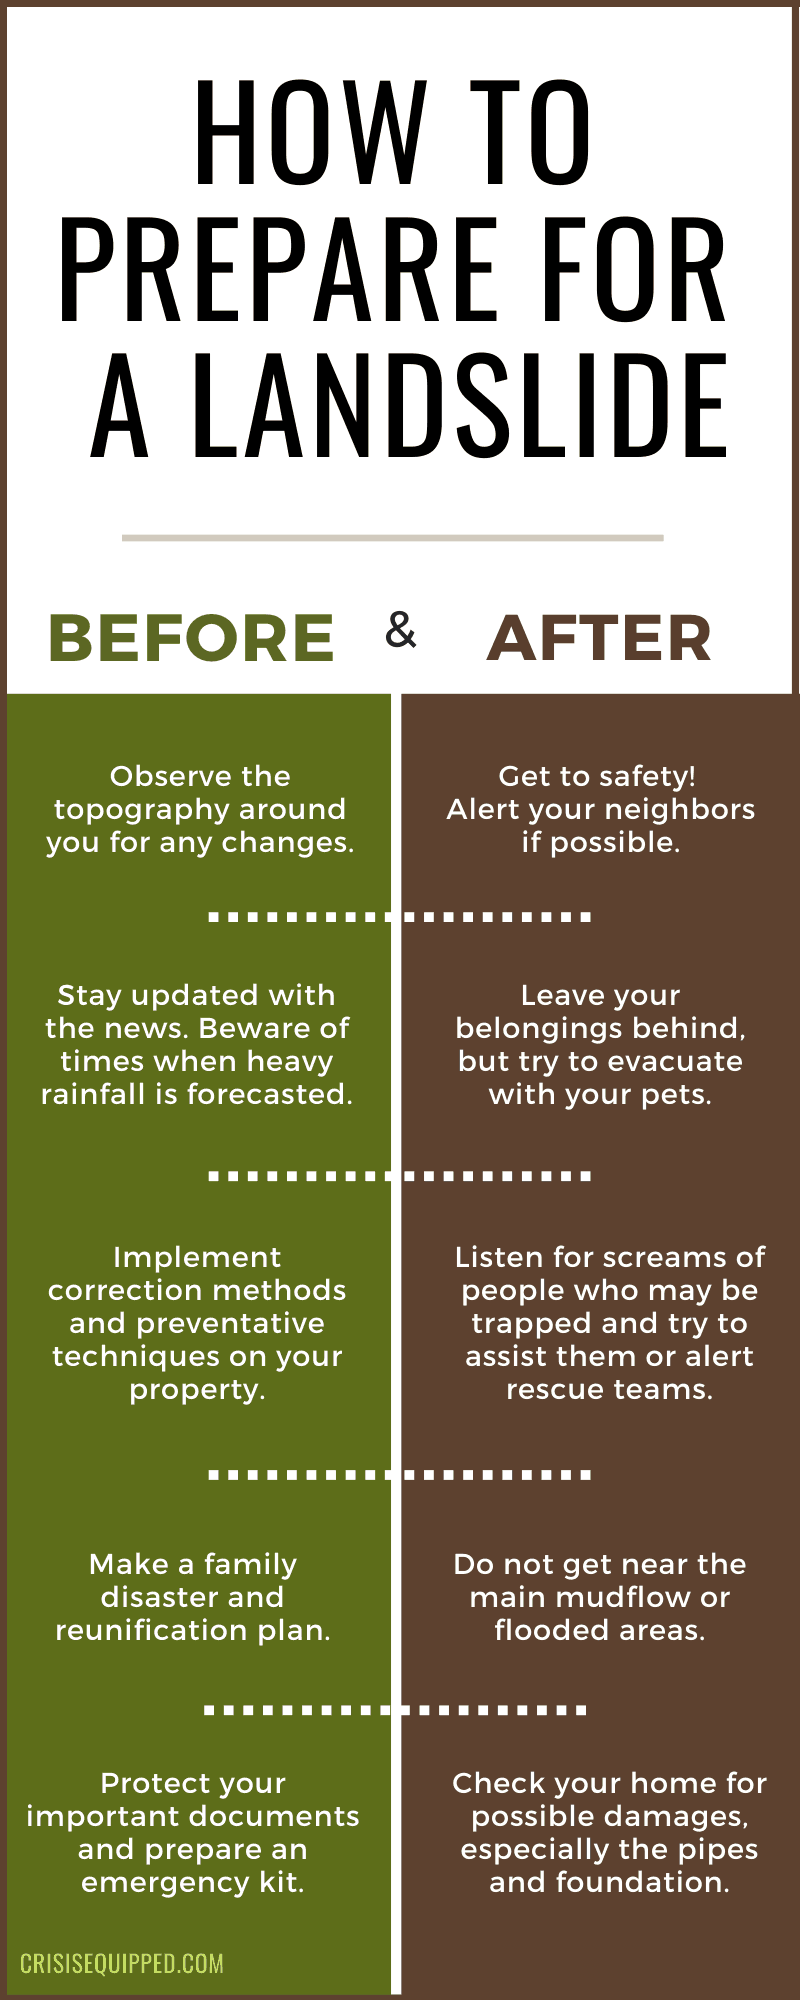 HOW TO
PREPARE FOR
A LANDSLIDE
BEFORE & AFTER
Observe the
topography around
you for any changes.
Get to safety!
Alert your neighbors
if possible.
Stay updated with
the news. Beware of
times when heavy
rainfall is forecasted.
Leave your
belongings behind,
but try to evacuate
with your pets.
Implement
correction methods
and preventative
techniques on your
property.
Listen for screams of
people who may be
trapped and try to
assist them or alert
rescue teams.
Make a family
disaster and
reunification plan.
Do not get near the
main mudflow or
flooded areas.
Protect your
important documents
and prepare an
emergency kit.
Check your home for
possible damages,
especially the pipes
and foundation.
CRISISEQUIPPED.COM